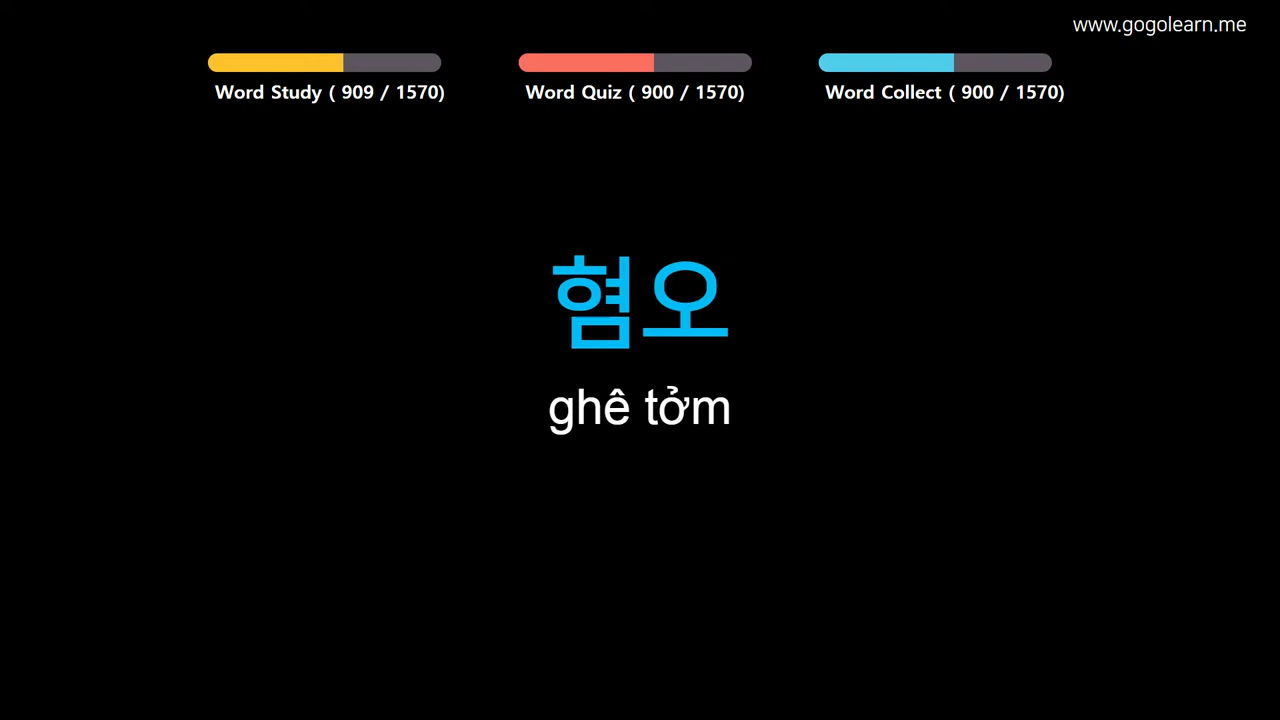 www.gogolearn.me
Word Study ( 909 / 1570)
Word Quiz ( 900 / 1570)
Word Collect ( 900 / 1570)
혐오
ghê tởm